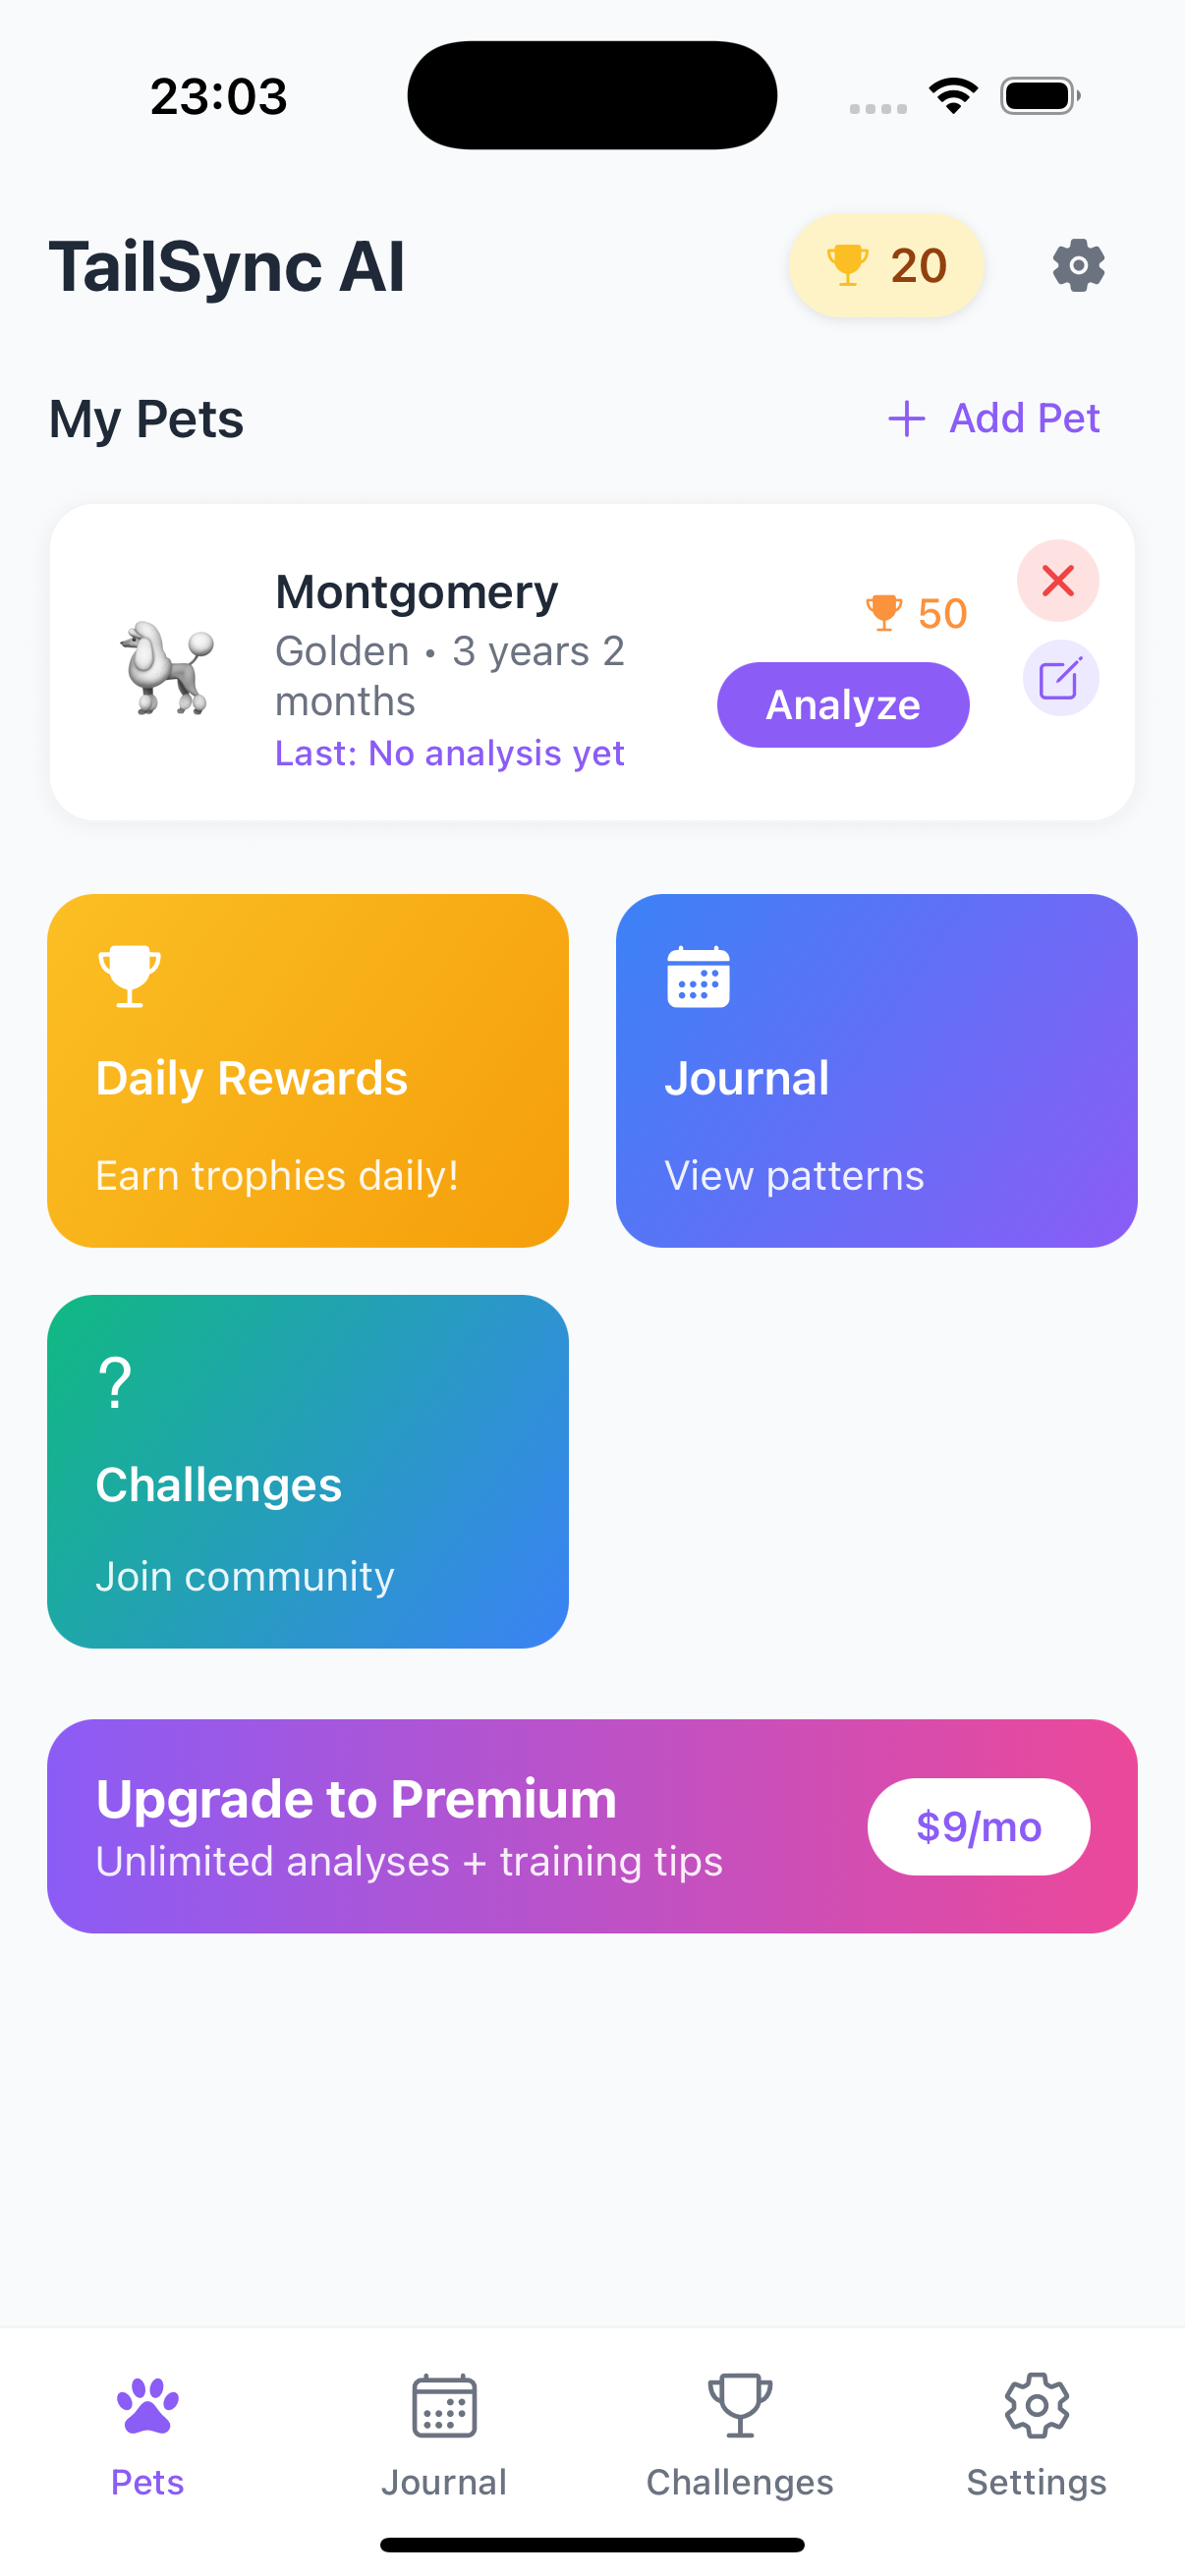 23:03
TailSync AI
20
My Pets
+ Add Pet
Montgomery
Golden • 3 years 2
months
Last: No analysis yet
50
Analyze
Daily Rewards
Earn trophies daily!
Journal
View patterns
?
Challenges
Join community
Upgrade to Premium
Unlimited analyses + training tips
$9/mo
Pets
Journal
Challenges
Settings